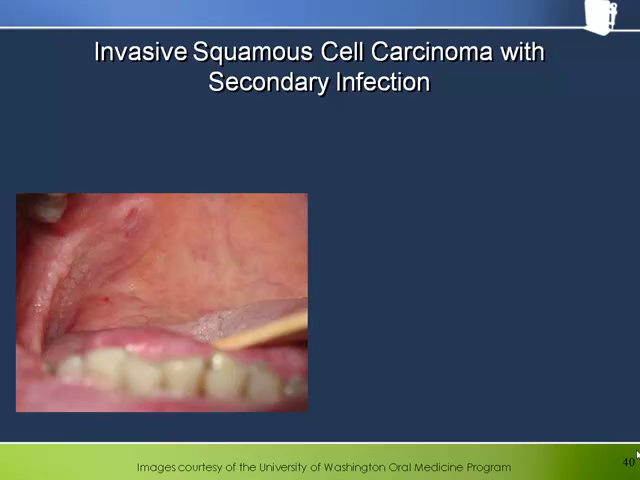 Invasive Squamous Cell Carcinoma with
Secondary Infection
Images courtesy of the University of Washington Oral Medicine Program
40